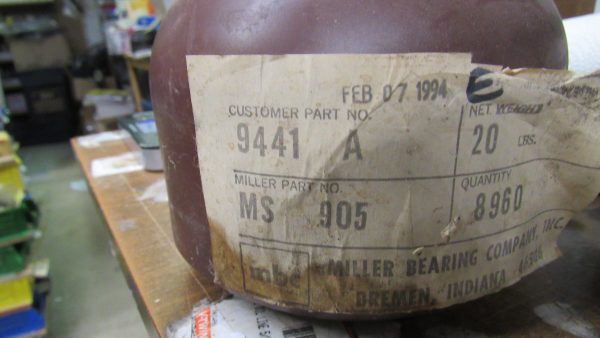 FEB 07 1994 E
CUSTOMER PART NO. NET. WEIGHT
9441 A 20 LBS.
MILLER PART NO. QUANTITY
MS 905 8960
mbc MILLER BEARING COMPANY, INC.
BREMEN, INDIANA